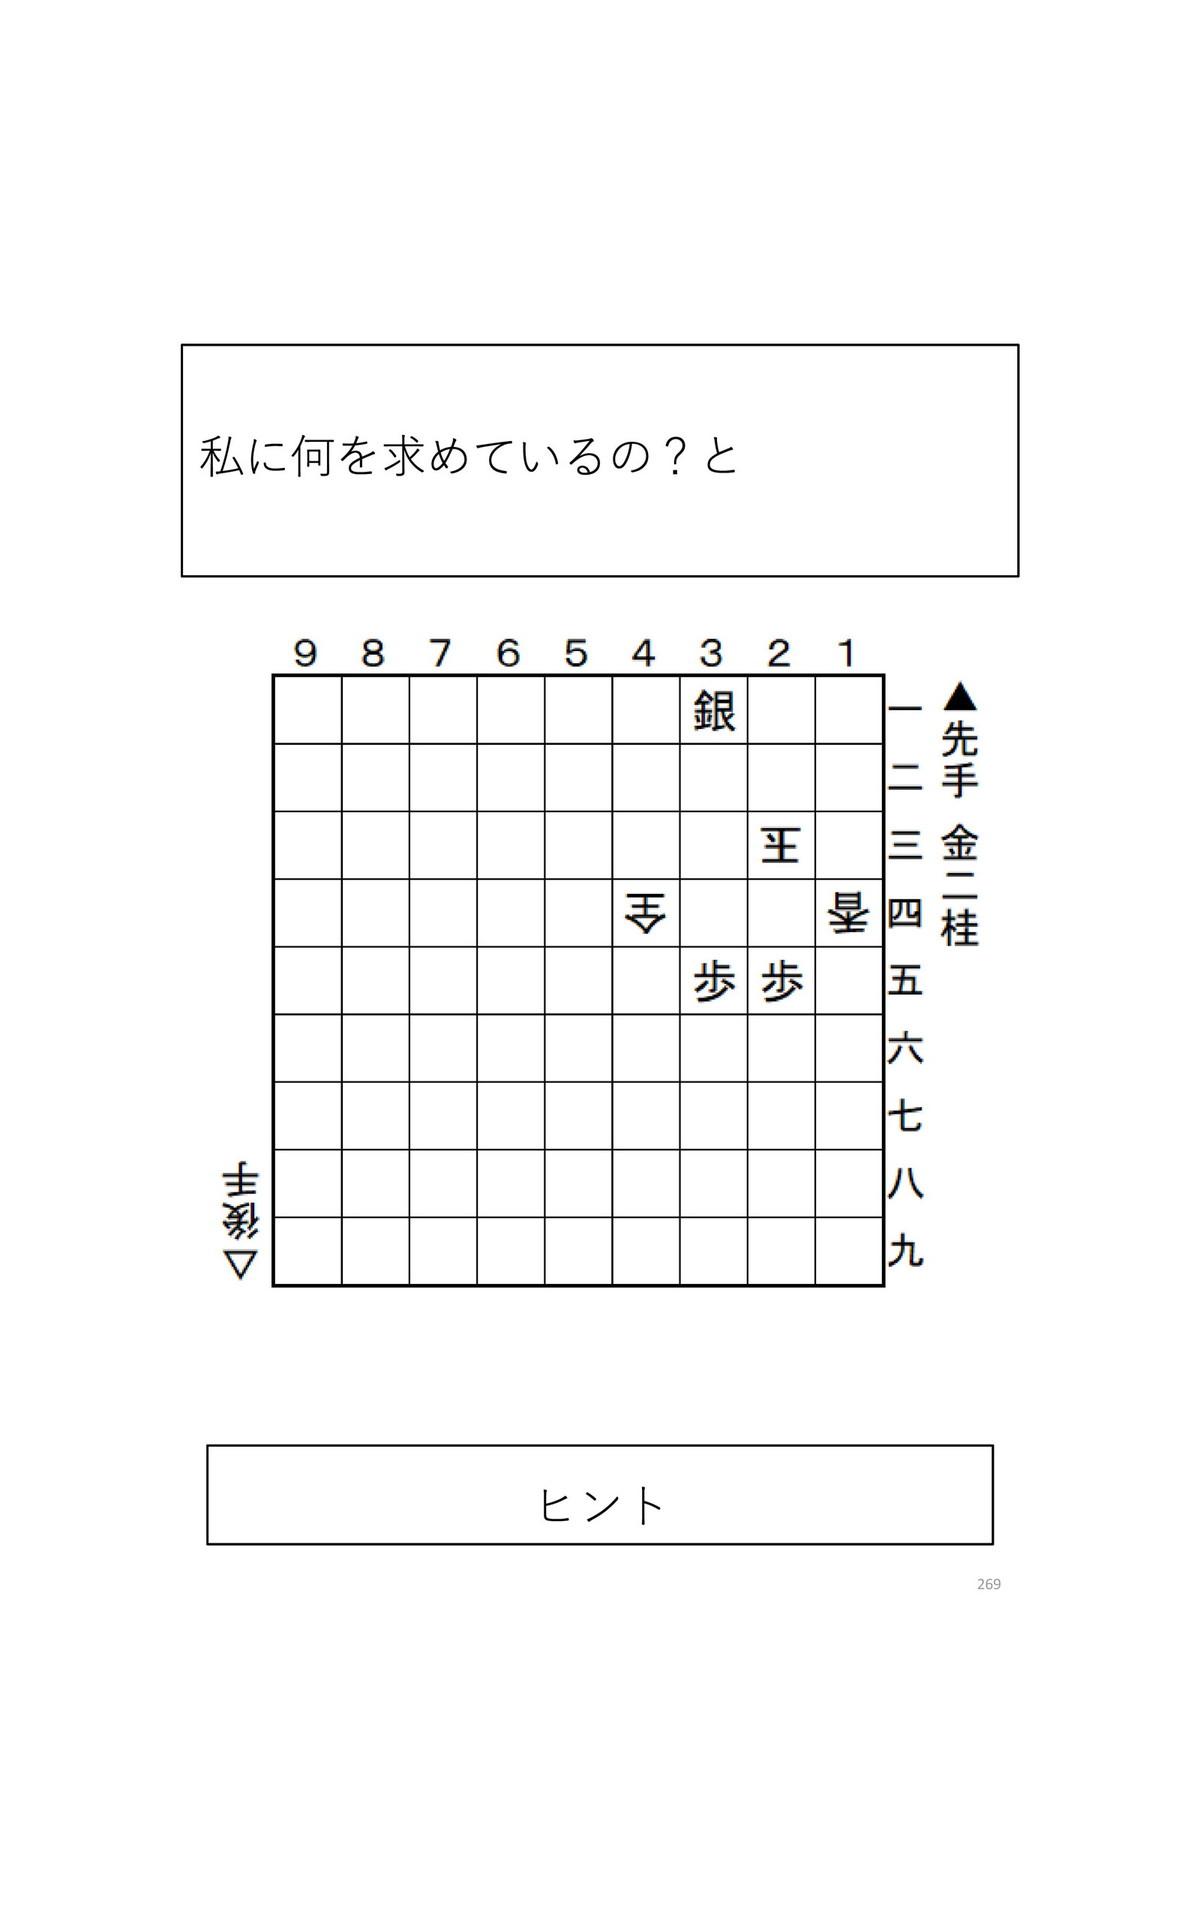 私に何を求めているの？と
9 8 7 6 5 4 3 2 1
銀 一
二
王 三
全 香 四
歩 歩 五
六
七
八
九
▲先手 金二桂
△後手
ヒント
269